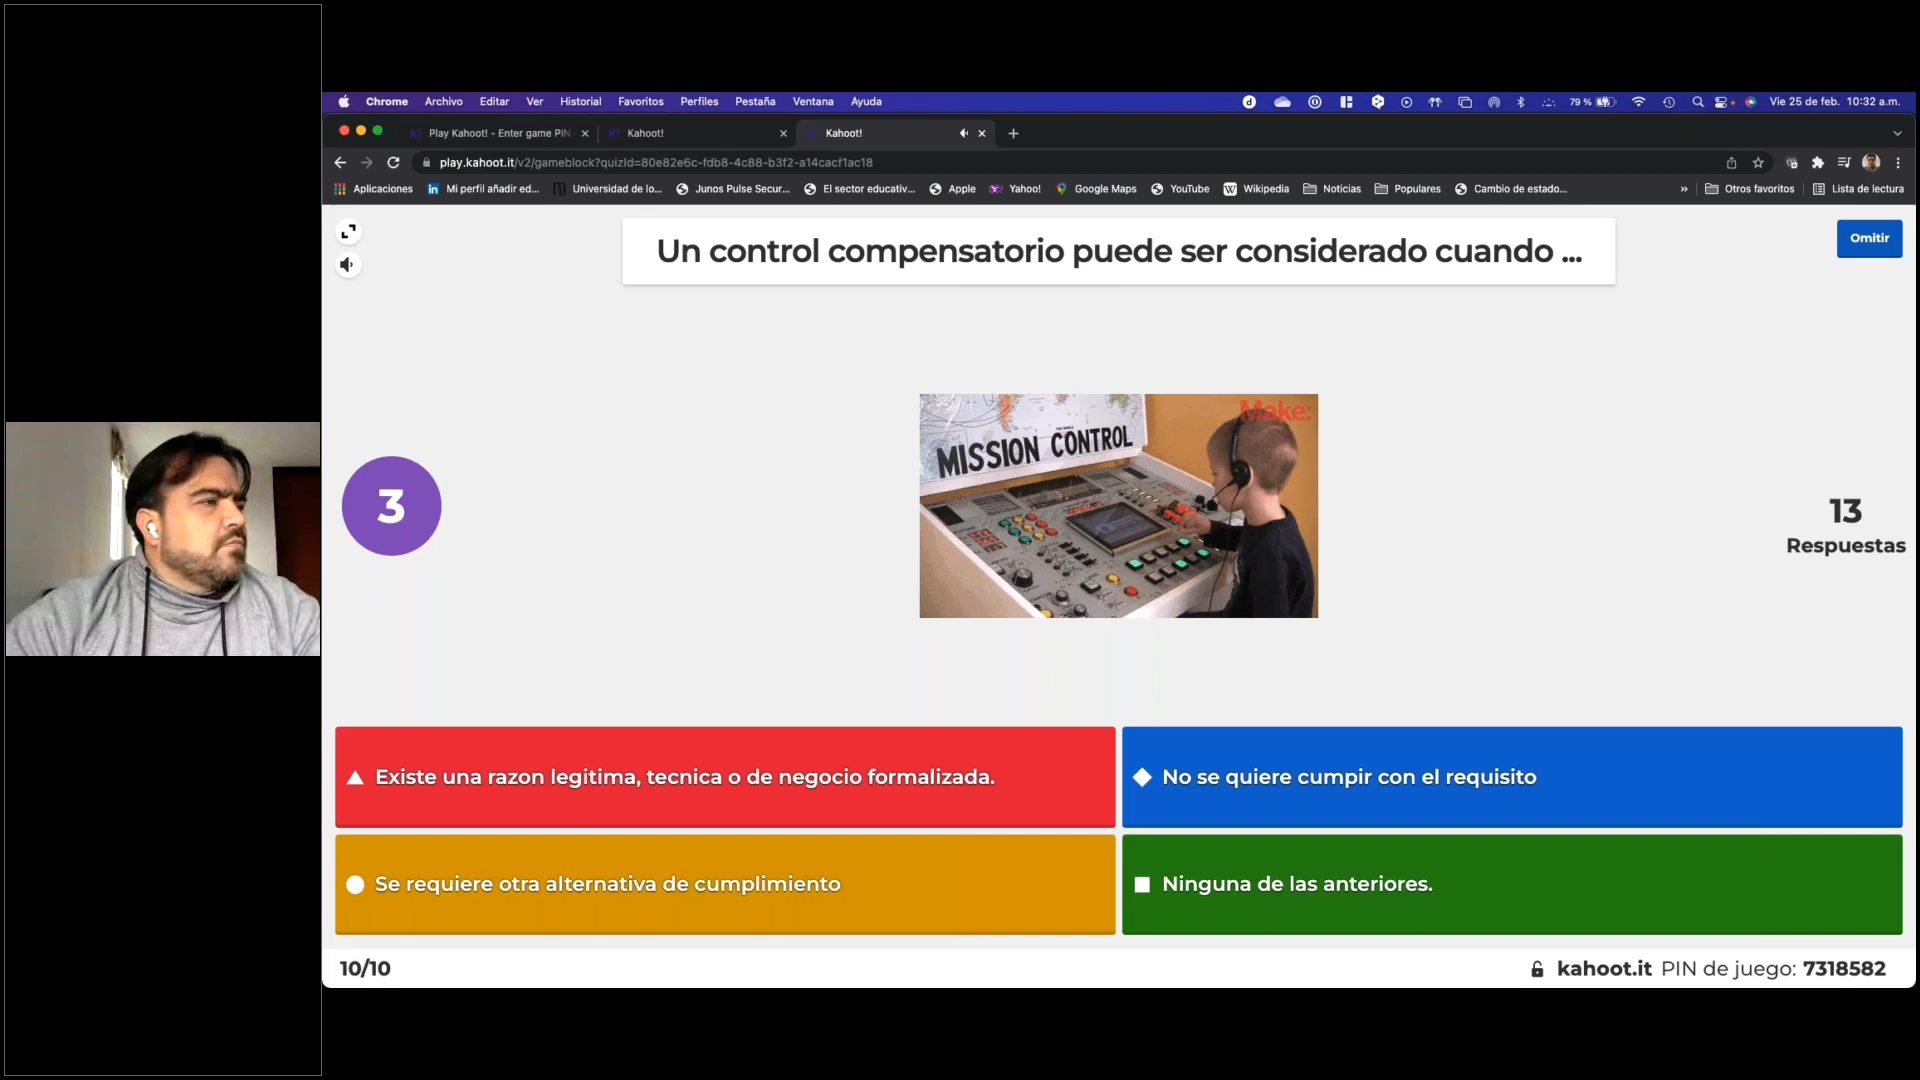 Chrome Archivo Editar Ver Historial Favoritos Perfiles Pestaña Ventana Ayuda 79 % Vie 25 de feb. 10:32 a.m.
Play Kahoot! - Enter game PIN Kahoot! Kahoot!
play.kahoot.it/v2/gameblock?quizId=80e82e6c-fdb8-4c88-b3f2-a14cacf1ac18
Aplicaciones Mi perfil añadir ed... Universidad de lo... Junos Pulse Secur... El sector educativ... Apple Yahoo! Google Maps YouTube Wikipedia Noticias Populares Cambio de estado... » Otros favoritos Lista de lectura
Un control compensatorio puede ser considerado cuando ...
Omitir
Make:
MISSION CONTROL
3
13
Respuestas
Existe una razon legitima, tecnica o de negocio formalizada.
No se quiere cumpir con el requisito
Se requiere otra alternativa de cumplimiento
Ninguna de las anteriores.
10/10
kahoot.it PIN de juego: 7318582